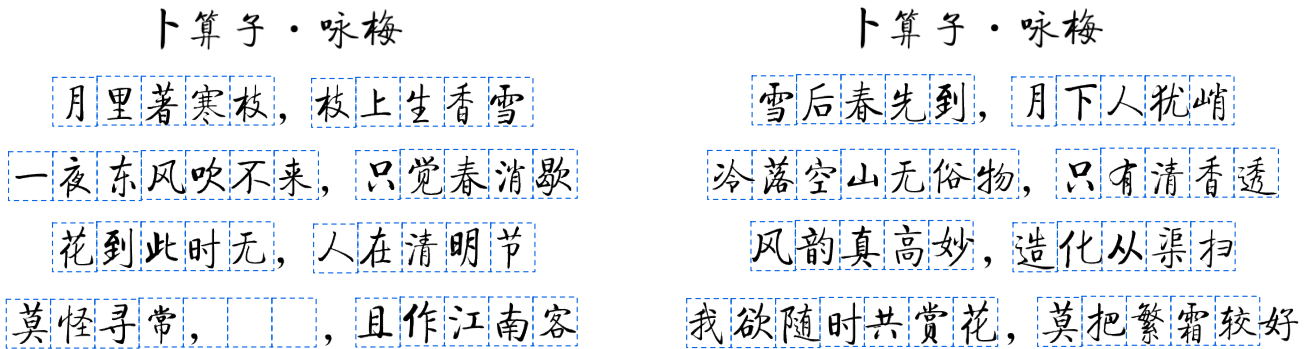 卜算子·咏梅
月里著寒枝，枝上生香雪
一夜东风吹不来，只觉春消歇
花到此时无，人在清明节
莫怪寻常，，且作江南客
卜算子·咏梅
雪后春先到，月下人犹峭
冷落空山无俗物，只有清香透
风韵真高妙，造化从渠扫
我欲随时共赏花，莫把繁霜较好